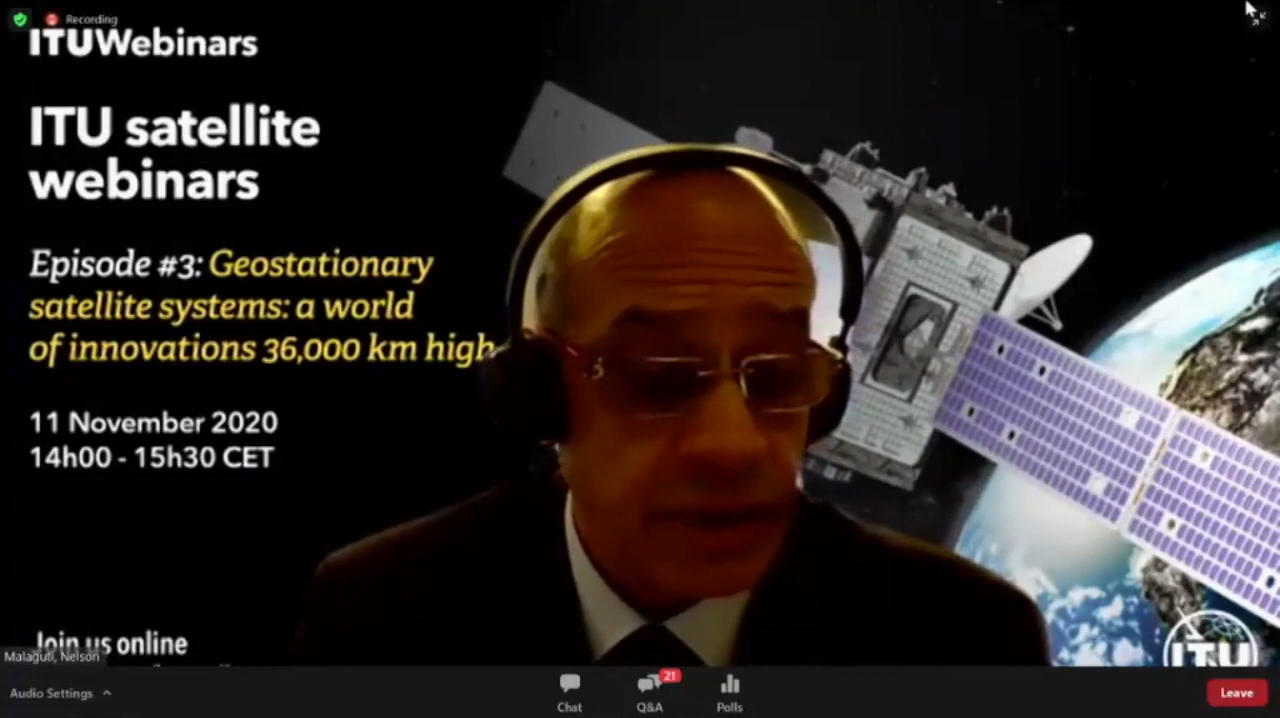 Recording
ITUWebinars
ITU satellite
webinars
Episode #3: Geostationary
satellite systems: a world
of innovations 36,000 km high
11 November 2020
14h00 - 15h30 CET
Join us online
Malaguti, Nelson
ITU
Audio Settings
Chat
21
Q&A
Polls
Leave